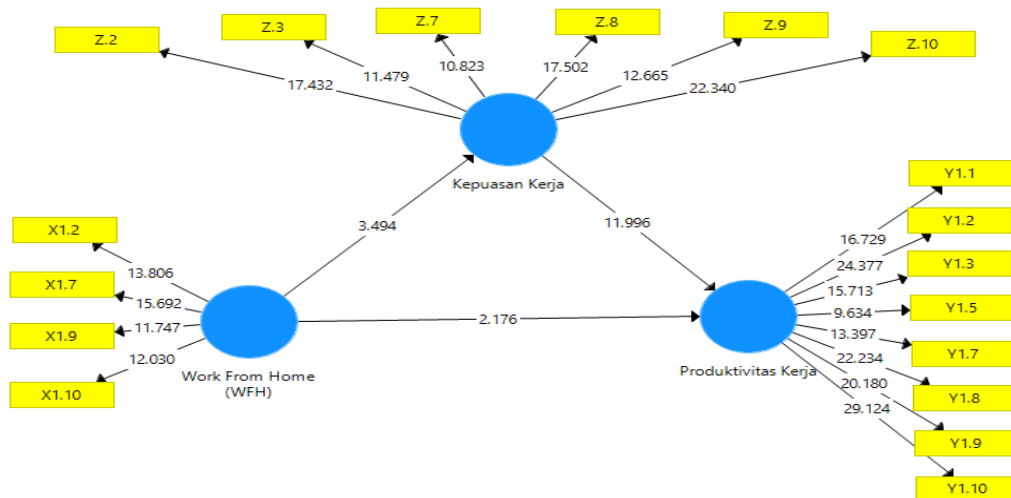 Z.2
Z.3
Z.7
Z.8
Z.9
Z.10
17.432
11.479
10.823
17.502
12.665
22.340
Kepuasan Kerja
3.494
11.996
X1.2
X1.7
X1.9
X1.10
13.806
15.692
11.747
12.030
Work From Home
(WFH)
2.176
Produktivitas Kerja
16.729
24.377
15.713
9.634
13.397
22.234
20.180
29.124
Y1.1
Y1.2
Y1.3
Y1.5
Y1.7
Y1.8
Y1.9
Y1.10